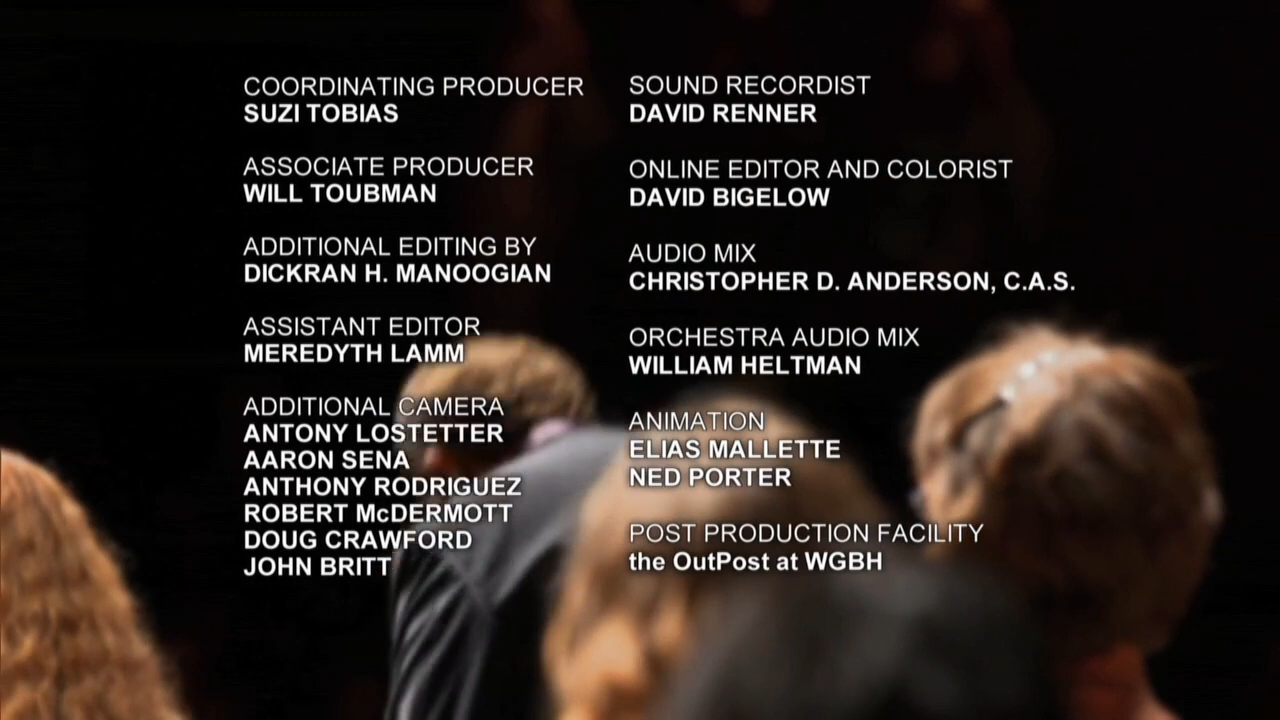 COORDINATING PRODUCER
SUZI TOBIAS
ASSOCIATE PRODUCER
WILL TOUBMAN
ADDITIONAL EDITING BY
DICKRAN H. MANOOGIAN
ASSISTANT EDITOR
MEREDYTH LAMM
ADDITIONAL CAMERA
ANTONY LOSTETTER
AARON SENA
ANTHONY RODRIGUEZ
ROBERT McDERMOTT
DOUG CRAWFORD
JOHN BRITT
SOUND RECORDIST
DAVID RENNER
ONLINE EDITOR AND COLORIST
DAVID BIGELOW
AUDIO MIX
CHRISTOPHER D. ANDERSON, C.A.S.
ORCHESTRA AUDIO MIX
WILLIAM HELTMAN
ANIMATION
ELIAS MALLETTE
NED PORTER
POST PRODUCTION FACILITY
the OutPost at WGBH